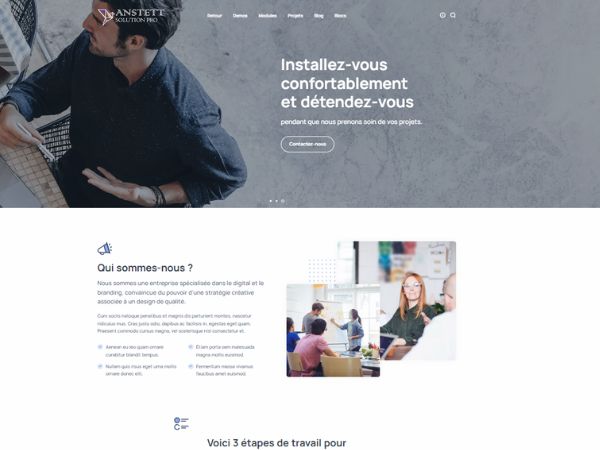 ANSTETT
SOLUTION PRO
Retour Demos Modules Projets Blog Blocs
Installez-vous
confortablement
et détendez-vous
pendant que nous prenons soin de vos projets.
Contactez-nous
Qui sommes-nous ?
Nous sommes une entreprise spécialisée dans le digital et le
branding, convaincue du pouvoir d'une stratégie créative
associée à un design de qualité.
Cum sociis natoque penatibus et magnis dis parturient montes, nascetur
ridiculus mus. Cras justo odio, dapibus ac facilisis in, egestas eget quam.
Praesent commodo cursus magna, vel scelerisque nisl consectetur et.
Aenean eu leo quam ornare
curabitur blandit tempus.
Nullam quis risus eget urna mollis
ornare donec elit.
Etiam porta sem malesuada
magna mollis euismod.
Fermentum massa vivamus
faucibus amet euismod.
Voici 3 étapes de travail pour